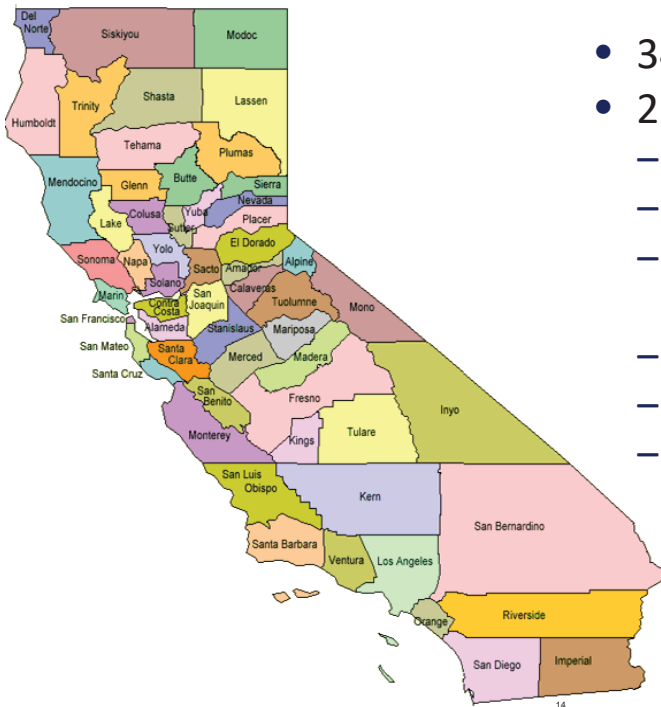 Del
Norte
Siskiyou
Modoc
• 34
• 2
Humboldt
Trinity
Shasta
Lassen
Tehama
Plumas
Mendocino
Glenn
Butte
Sierra
–
Lake
Colusa
Yuba
Nevada
Sutter
Placer
–
Sonoma
Napa
Yolo
Sacto
El Dorado
Amador
Alpine
–
Marin
Solano
Contra
Costa
San
Joaquin
Calaveras
Tuolumne
Mono
San Francisco
Alameda
Stanislaus
Mariposa
San Mateo
Santa
Clara
Merced
Madera
–
Santa Cruz
San
Benito
Fresno
Inyo
–
Monterey
Kings
Tulare
–
San Luis
Obispo
Kern
San Bernardino
Santa Barbara
Ventura
Los Angeles
Orange
Riverside
San Diego
Imperial
14